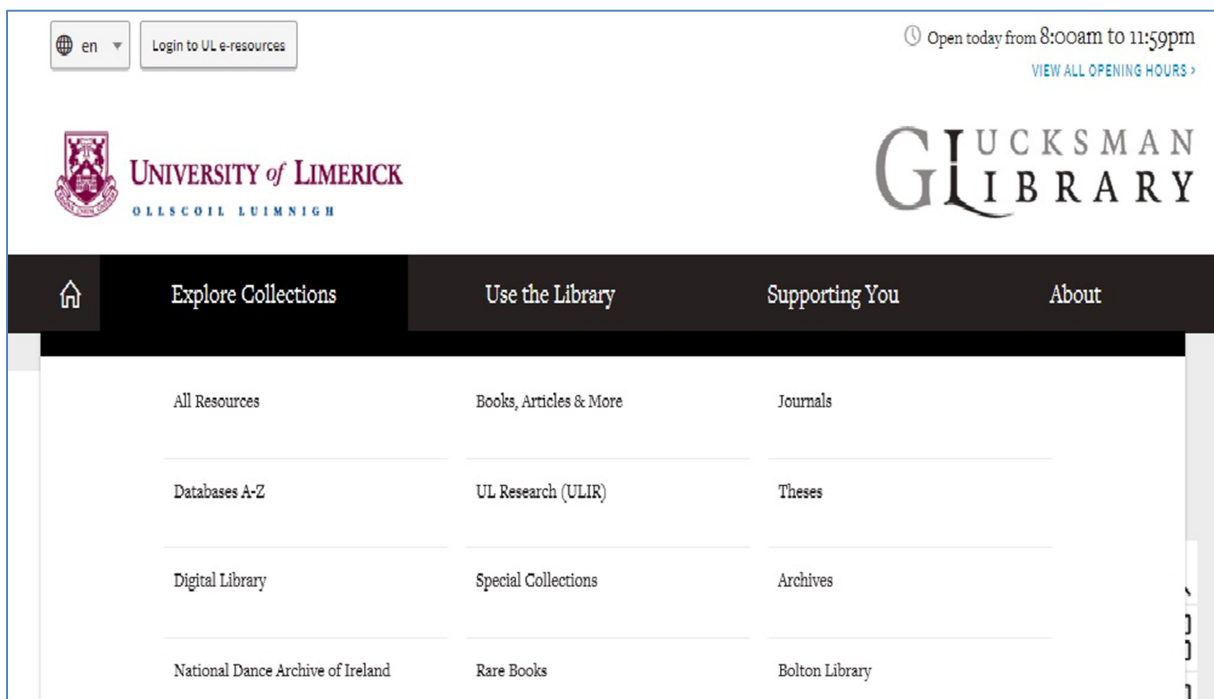 en
Login to UL e-resources
Open today from 8:00am to 11:59pm
VIEW ALL OPENING HOURS >
UNIVERSITY of LIMERICK
OLLSCOIL LUIMNIGH
GLUCKSMAN
LIBRARY
Explore Collections Use the Library Supporting You About
All Resources Books, Articles & More Journals
Databases A-Z UL Research (ULIR) Theses
Digital Library Special Collections Archives
National Dance Archive of Ireland Rare Books Bolton Library